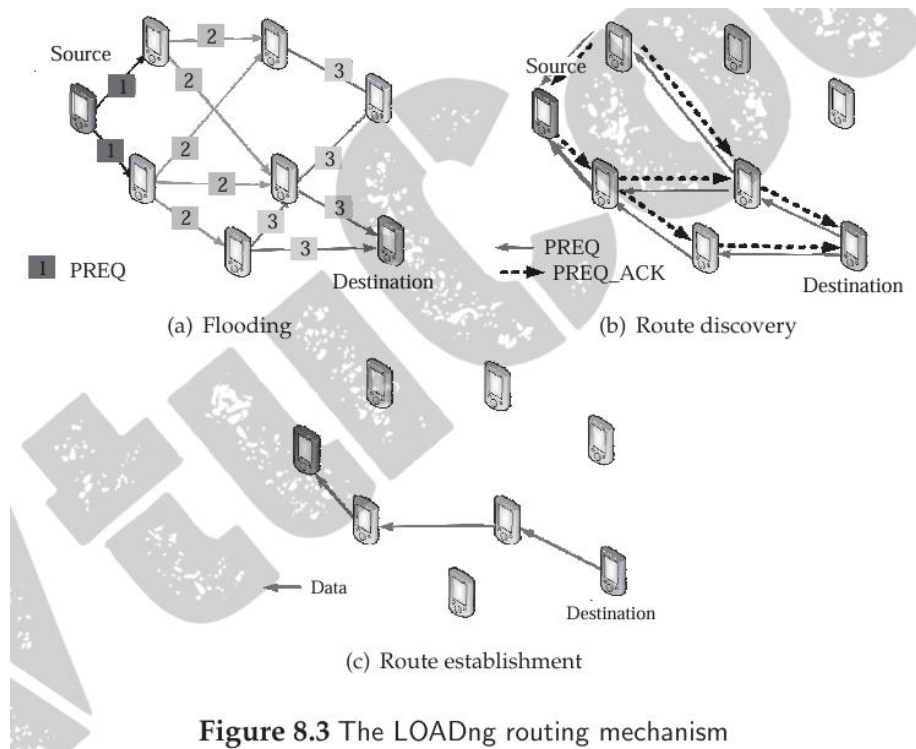 Source
1
2
2
3
1
2
2
3
2
3
3
3
1 PREQ
Destination
(a) Flooding
Source
PREQ
PREQ_ACK
Destination
(b) Route discovery
Data
Destination
(c) Route establishment
Figure 8.3 The LOADng routing mechanism